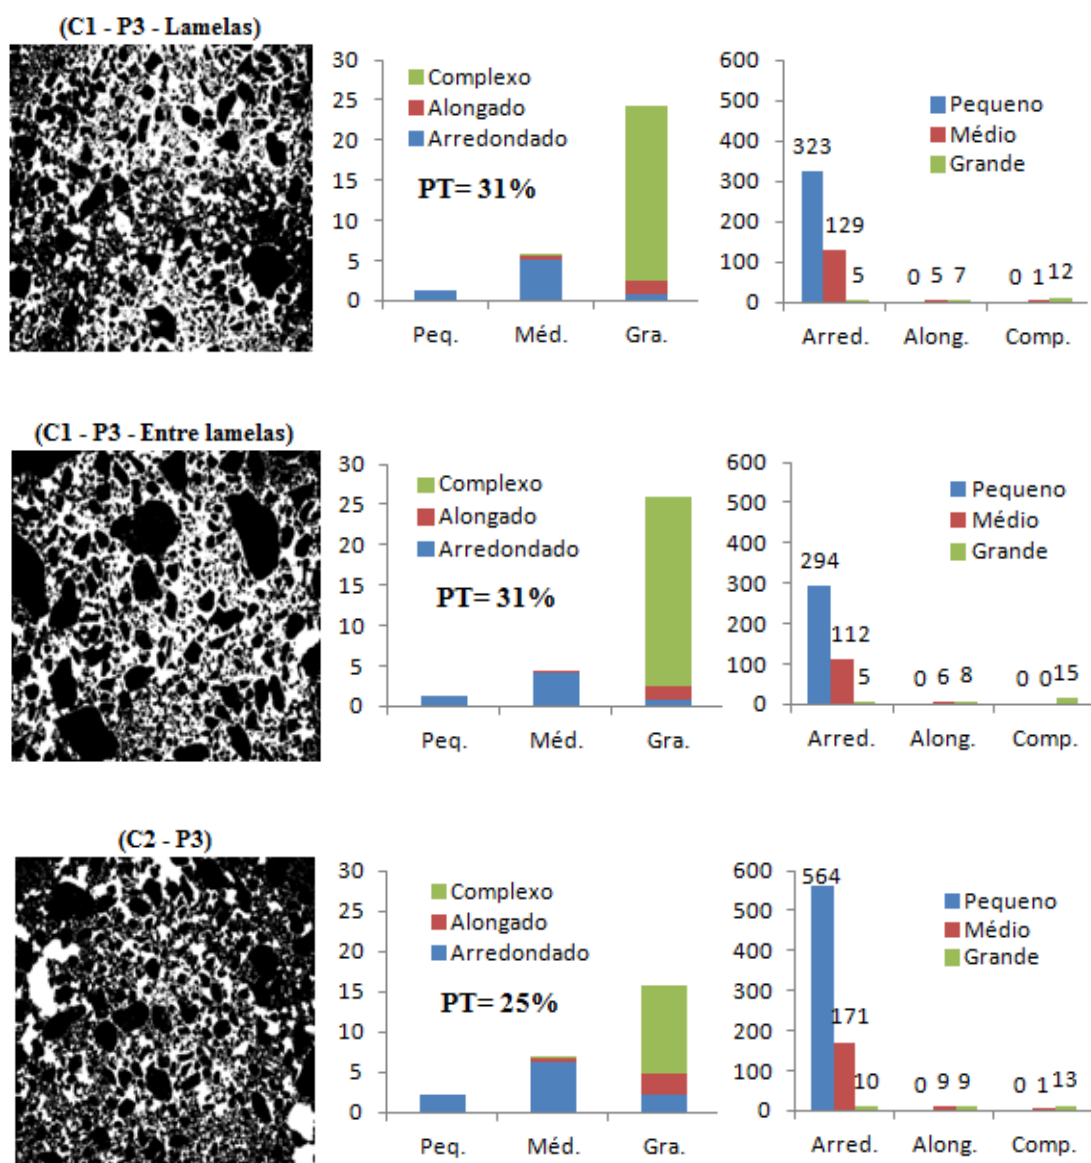 (C1 - P3 - Lamelas)
30
25
20
15
10
5
0
Complexo
Alongado
Arredondado
PT= 31%
Peq. Méd. Gra.
600
500
400
300
200
100
0
Pequeno
Médio
Grande
323
129
5
0 5 7
0 1 12
Arred. Along. Comp.
(C1 - P3 - Entre lamelas)
30
25
20
15
10
5
0
Complexo
Alongado
Arredondado
PT= 31%
Peq. Méd. Gra.
600
500
400
300
200
100
0
Pequeno
Médio
Grande
294
112
5
0 6 8
0 0 15
Arred. Along. Comp.
(C2 - P3)
30
25
20
15
10
5
0
Complexo
Alongado
Arredondado
PT= 25%
Peq. Méd. Gra.
600
500
400
300
200
100
0
Pequeno
Médio
Grande
564
171
10
0 9 9
0 1 13
Arred. Along. Comp.